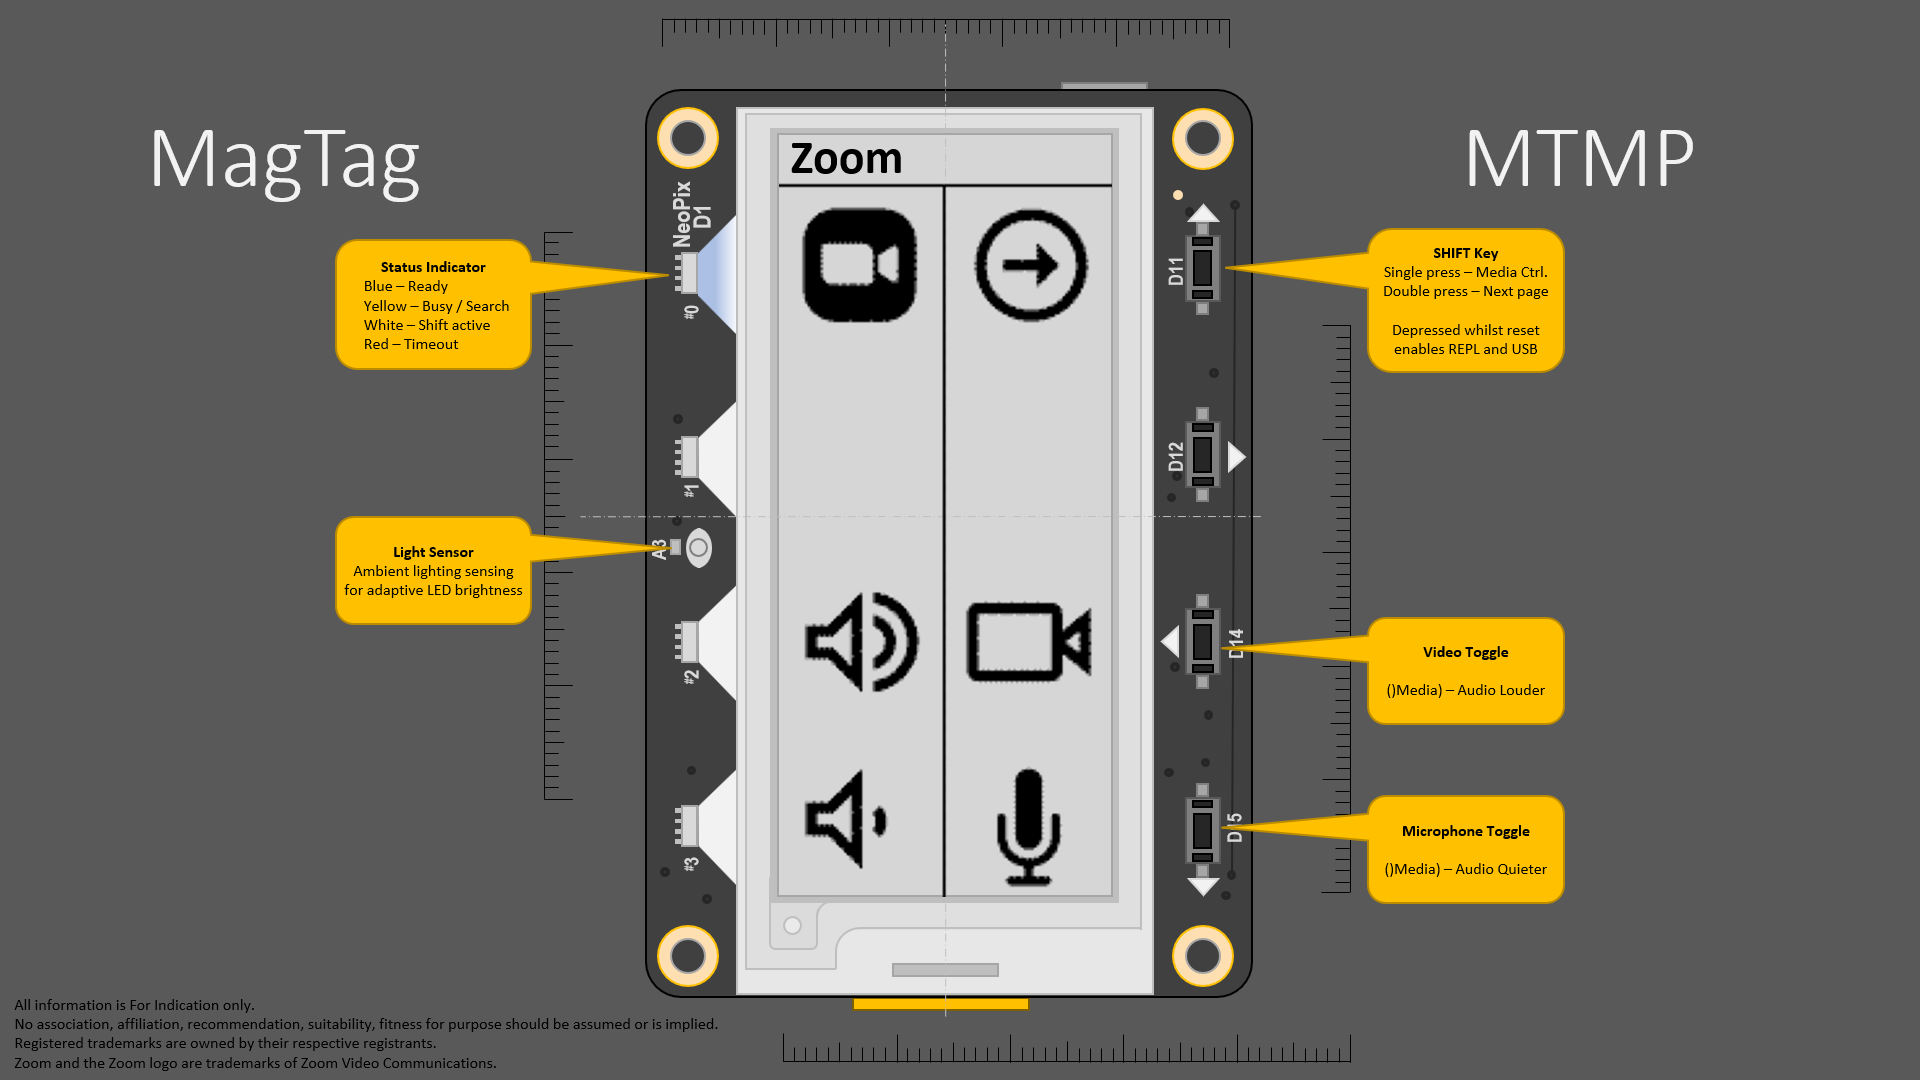 MagTag
MTMP
Zoom
NeoPix
D1
#0
#1
A3
#2
#3
D11
D12
D14
D15
Status Indicator
Blue – Ready
Yellow – Busy / Search
White – Shift active
Red – Timeout
Light Sensor
Ambient lighting sensing
for adaptive LED brightness
SHIFT Key
Single press – Media Ctrl.
Double press – Next page
Depressed whilst reset
enables REPL and USB
Video Toggle
()Media) – Audio Louder
Microphone Toggle
()Media) – Audio Quieter
All information is For Indication only.
No association, affiliation, recommendation, suitability, fitness for purpose should be assumed or is implied.
Registered trademarks are owned by their respective registrants.
Zoom and the Zoom logo are trademarks of Zoom Video Communications.